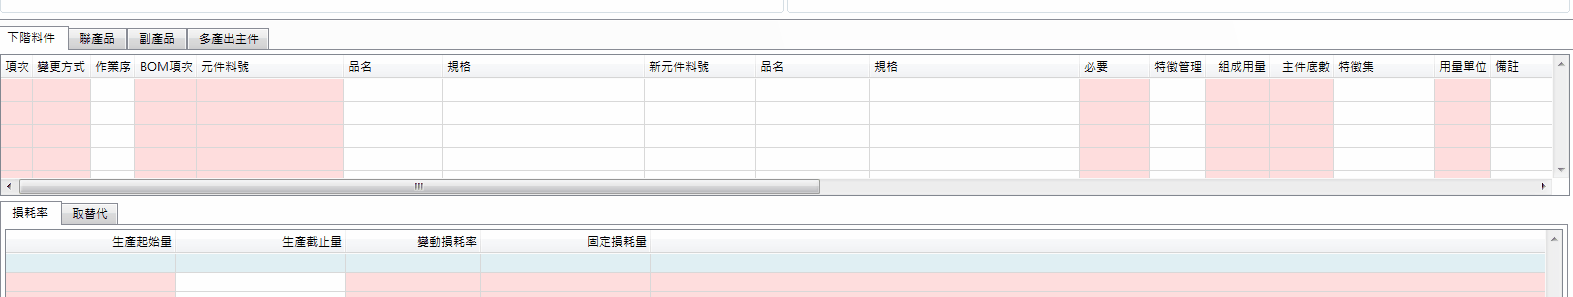 下階料件 聯產品 副產品 多產出主件
項次 變更方式 作業序 BOM項次 元件料號 品名 規格 新元件料號 品名 規格 必要 特徵管理 組成用量 主件底數 特徵集 用量單位 備註
損耗率 取替代
生產起始量 生產截止量 變動損耗率 固定損耗量